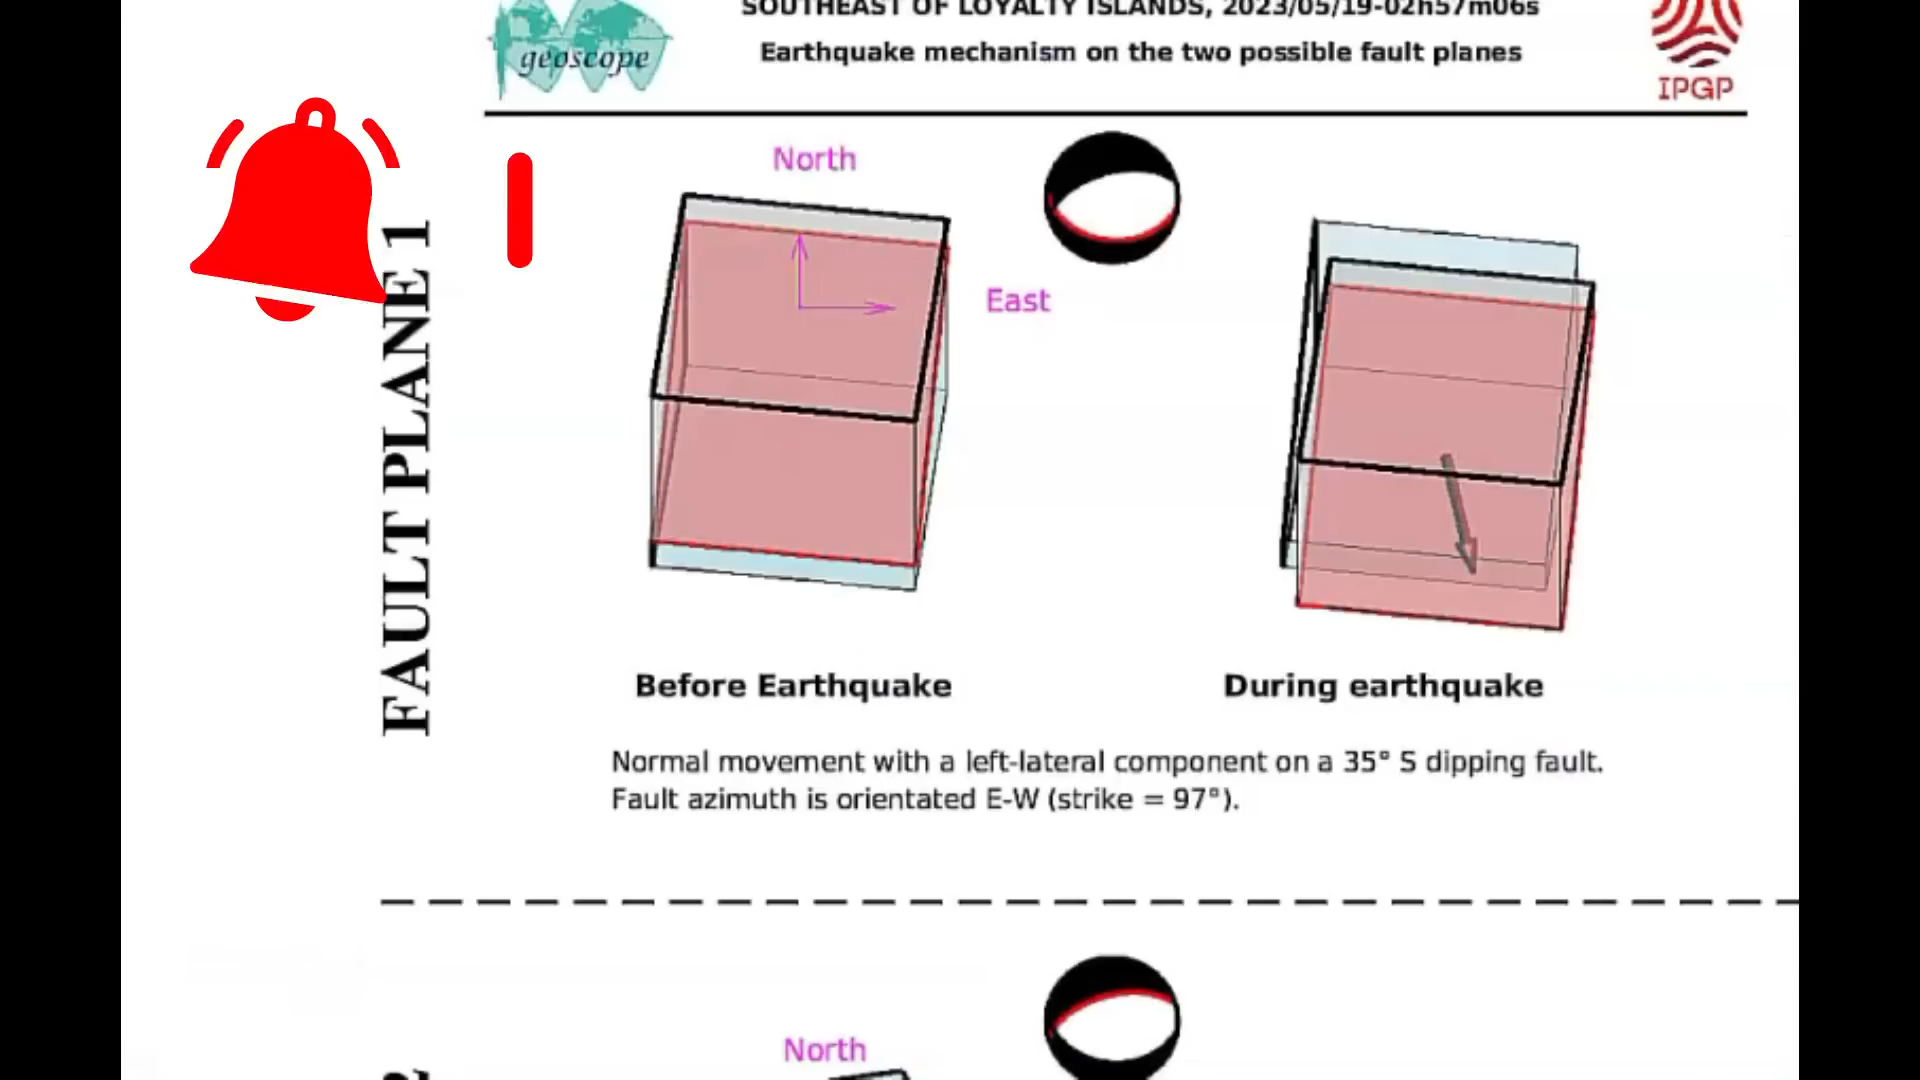 SOUTHEAST OF LOYALTY ISLANDS, 2023/05/19-02h57m06s
Earthquake mechanism on the two possible fault planes
geoscope
IPGP
FAULT PLANE 1
North
East
Before Earthquake
During earthquake
Normal movement with a left-lateral component on a 35° S dipping fault.
Fault azimuth is orientated E-W (strike = 97°).
North